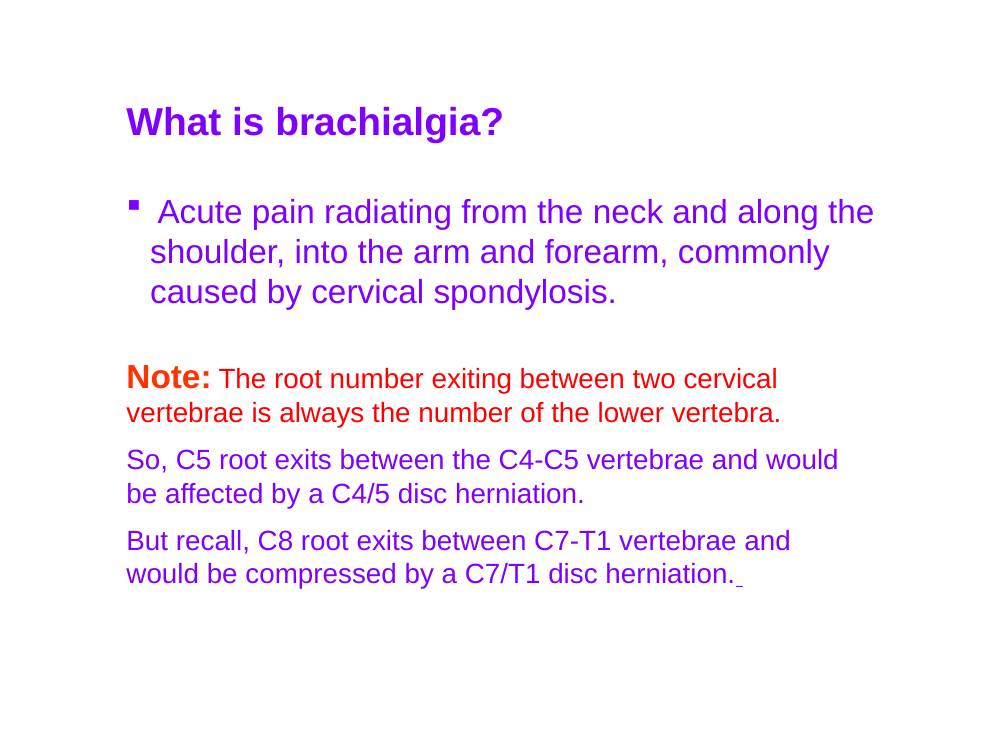 What is brachialgia?
▪ Acute pain radiating from the neck and along the
shoulder, into the arm and forearm, commonly
caused by cervical spondylosis.
Note: The root number exiting between two cervical
vertebrae is always the number of the lower vertebra.
So, C5 root exits between the C4-C5 vertebrae and would
be affected by a C4/5 disc herniation.
But recall, C8 root exits between C7-T1 vertebrae and
would be compressed by a C7/T1 disc herniation.